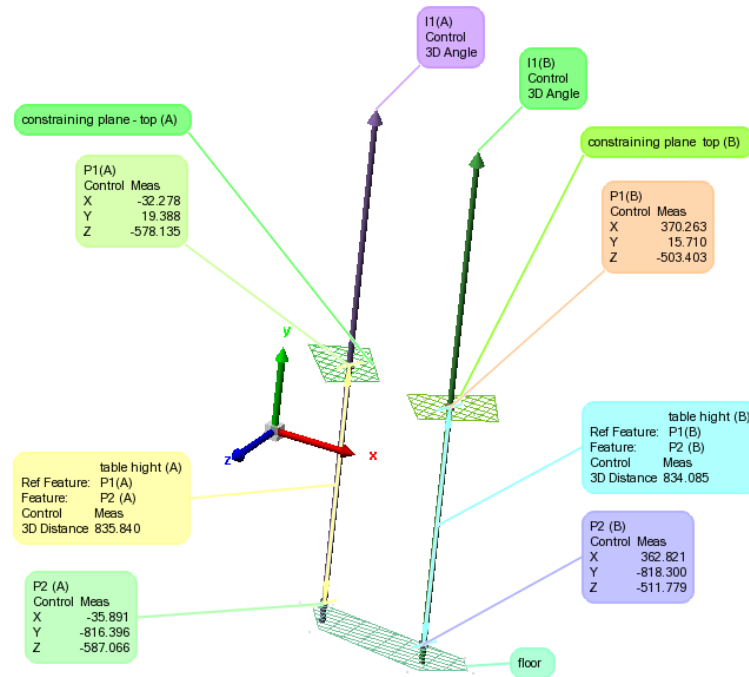 I1(A)
Control
3D Angle
I1(B)
Control
3D Angle
constraining plane - top (A)
constraining plane top (B)
P1(A)
Control Meas
X -32.278
Y 19.388
Z -578.135
P1(B)
Control Meas
X 370.263
Y 15.710
Z -503.403
y
z
x
table hight (A)
Ref Feature: P1(A)
Feature: P2 (A)
Control Meas
3D Distance 835.840
table hight (B)
Ref Feature: P1(B)
Feature: P2 (B)
Control Meas
3D Distance 834.085
P2 (B)
Control Meas
X 362.821
Y -818.300
Z -511.779
P2 (A)
Control Meas
X -35.891
Y -816.396
Z -587.066
floor